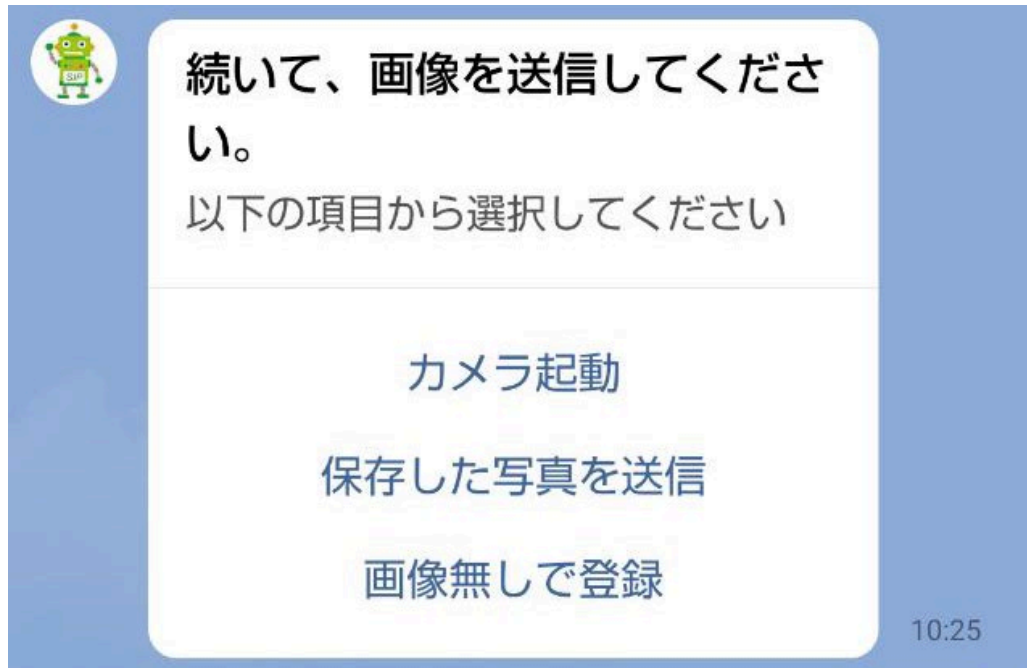 SIP
続いて、画像を送信してくださ
い。
以下の項目から選択してください
カメラ起動
保存した写真を送信
画像無しで登録
10:25